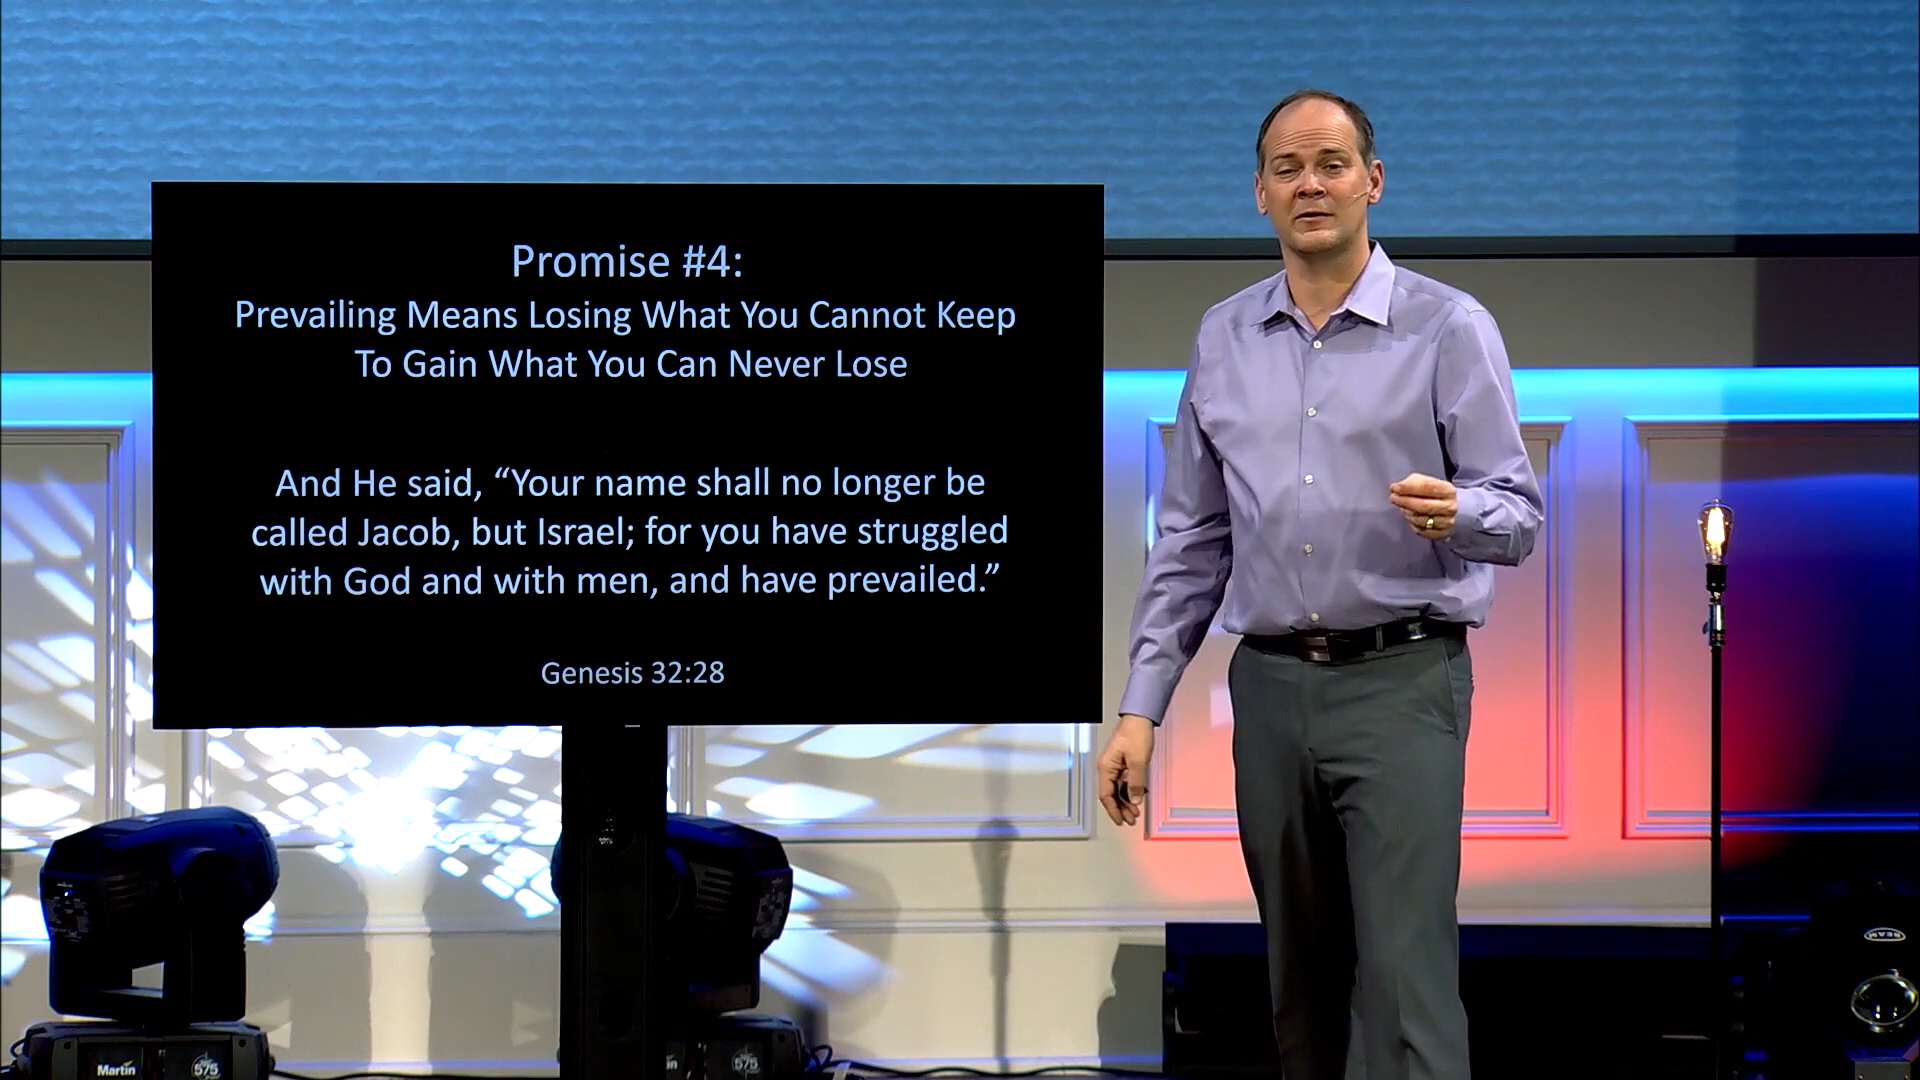 Promise #4:
Prevailing Means Losing What You Cannot Keep
To Gain What You Can Never Lose
And He said, “Your name shall no longer be
called Jacob, but Israel; for you have struggled
with God and with men, and have prevailed.”
Genesis 32:28
BEAM
Martin
575
in
575